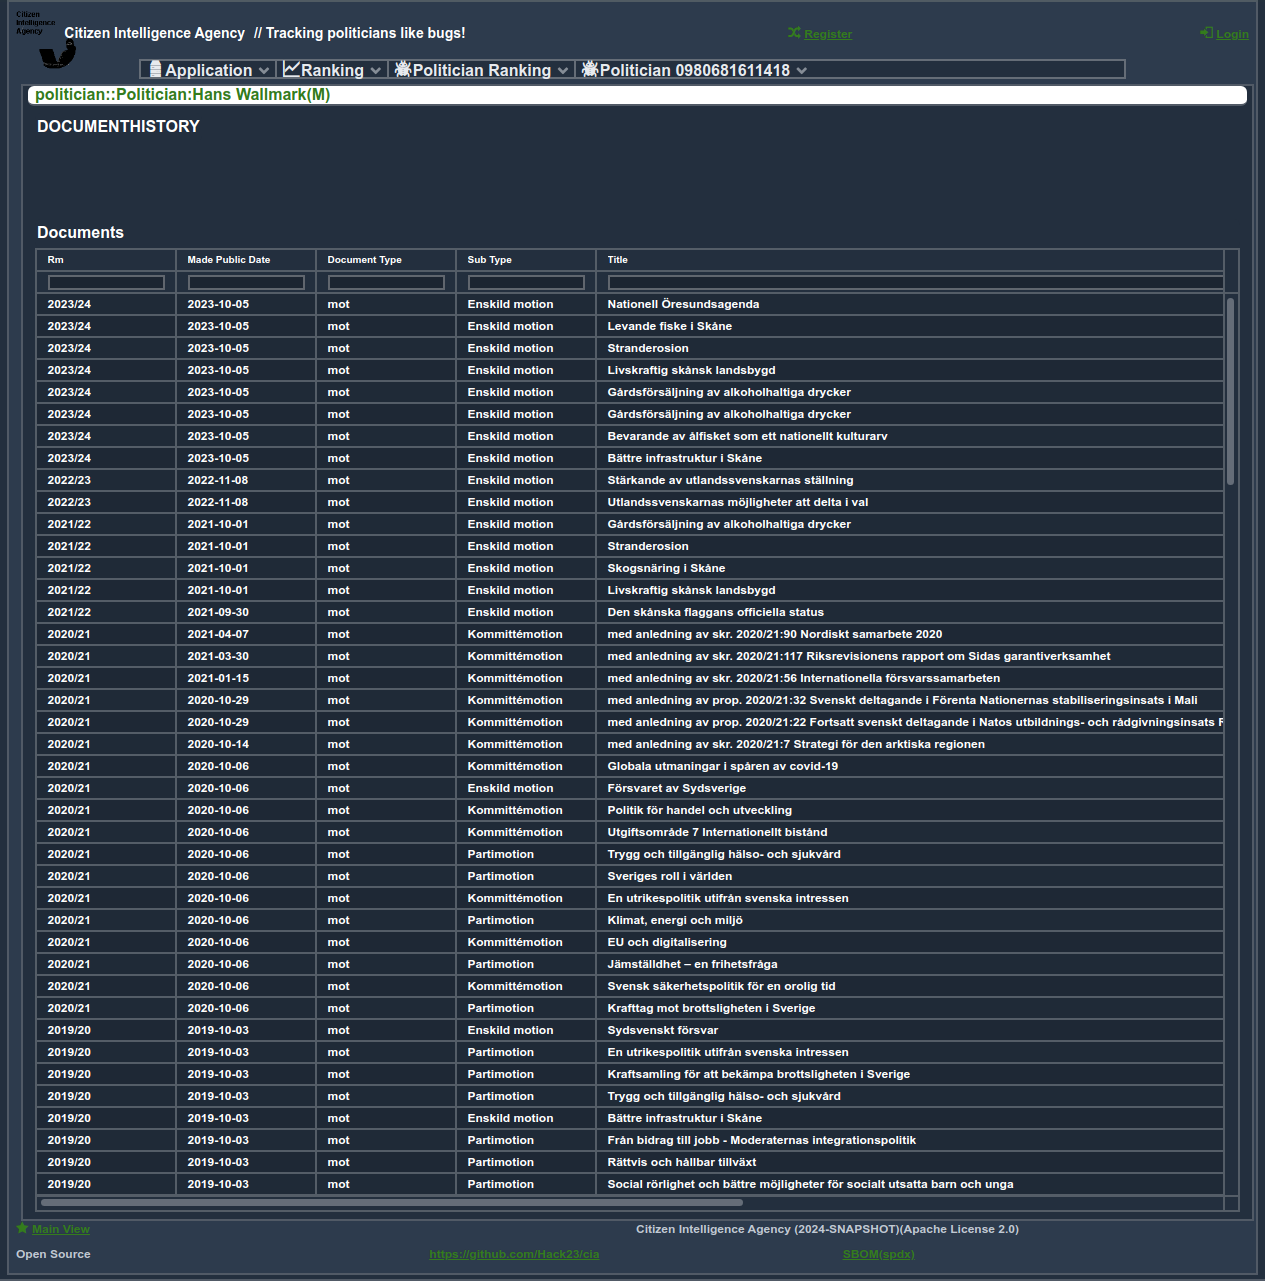 Citizen
Intelligence
Agency
Citizen Intelligence Agency // Tracking politicians like bugs!
Register
Login
Application Ranking Politician Ranking Politician 0980681611418
politician::Politician:Hans Wallmark(M)
DOCUMENTHISTORY
Documents
Rm Made Public Date Document Type Sub Type Title
2023/24 2023-10-05 mot Enskild motion Nationell Öresundsagenda
2023/24 2023-10-05 mot Enskild motion Levande fiske i Skåne
2023/24 2023-10-05 mot Enskild motion Stranderosion
2023/24 2023-10-05 mot Enskild motion Livskraftig skånsk landsbygd
2023/24 2023-10-05 mot Enskild motion Gårdsförsäljning av alkoholhaltiga drycker
2023/24 2023-10-05 mot Enskild motion Gårdsförsäljning av alkoholhaltiga drycker
2023/24 2023-10-05 mot Enskild motion Bevarande av ålfisket som ett nationellt kulturarv
2023/24 2023-10-05 mot Enskild motion Bättre infrastruktur i Skåne
2022/23 2022-11-08 mot Enskild motion Stärkande av utlandssvenskarnas ställning
2022/23 2022-11-08 mot Enskild motion Utlandssvenskarnas möjligheter att delta i val
2021/22 2021-10-01 mot Enskild motion Gårdsförsäljning av alkoholhaltiga drycker
2021/22 2021-10-01 mot Enskild motion Stranderosion
2021/22 2021-10-01 mot Enskild motion Skogsnäring i Skåne
2021/22 2021-10-01 mot Enskild motion Livskraftig skånsk landsbygd
2021/22 2021-09-30 mot Enskild motion Den skånska flaggans officiella status
2020/21 2021-04-07 mot Kommittémotion med anledning av skr. 2020/21:90 Nordiskt samarbete 2020
2020/21 2021-03-30 mot Kommittémotion med anledning av skr. 2020/21:117 Riksrevisionens rapport om Sidas garantiverksamhet
2020/21 2021-01-15 mot Kommittémotion med anledning av skr. 2020/21:56 Internationella försvarssamarbeten
2020/21 2020-10-29 mot Kommittémotion med anledning av prop. 2020/21:32 Svenskt deltagande i Förenta Nationernas stabiliseringsinsats i Mali
2020/21 2020-10-29 mot Kommittémotion med anledning av prop. 2020/21:22 Fortsatt svenskt deltagande i Natos utbildnings- och rådgivningsinsats
2020/21 2020-10-14 mot Kommittémotion med anledning av skr. 2020/21:7 Strategi för den arktiska regionen
2020/21 2020-10-06 mot Kommittémotion Globala utmaningar i spåren av covid-19
2020/21 2020-10-06 mot Enskild motion Försvaret av Sydsverige
2020/21 2020-10-06 mot Kommittémotion Politik för handel och utveckling
2020/21 2020-10-06 mot Kommittémotion Utgiftsområde 7 Internationellt bistånd
2020/21 2020-10-06 mot Partimotion Trygg och tillgänglig hälso- och sjukvård
2020/21 2020-10-06 mot Partimotion Sveriges roll i världen
2020/21 2020-10-06 mot Kommittémotion En utrikespolitik utifrån svenska intressen
2020/21 2020-10-06 mot Partimotion Klimat, energi och miljö
2020/21 2020-10-06 mot Kommittémotion EU och digitalisering
2020/21 2020-10-06 mot Partimotion Jämställdhet – en frihetsfråga
2020/21 2020-10-06 mot Kommittémotion Svensk säkerhetspolitik för en orolig tid
2020/21 2020-10-06 mot Partimotion Krafttag mot brottsligheten i Sverige
2019/20 2019-10-03 mot Enskild motion Sydsvenskt försvar
2019/20 2019-10-03 mot Partimotion En utrikespolitik utifrån svenska intressen
2019/20 2019-10-03 mot Partimotion Kraftsamling för att bekämpa brottsligheten i Sverige
2019/20 2019-10-03 mot Partimotion Trygg och tillgänglig hälso- och sjukvård
2019/20 2019-10-03 mot Enskild motion Bättre infrastruktur i Skåne
2019/20 2019-10-03 mot Partimotion Från bidrag till jobb - Moderaternas integrationspolitik
2019/20 2019-10-03 mot Partimotion Rättvis och hållbar tillväxt
2019/20 2019-10-03 mot Partimotion Social rörlighet och bättre möjligheter för socialt utsatta barn och unga
Main View Citizen Intelligence Agency (2024-SNAPSHOT)(Apache License 2.0)
Open Source https://github.com/Hack23/cia SBOM(spdx)